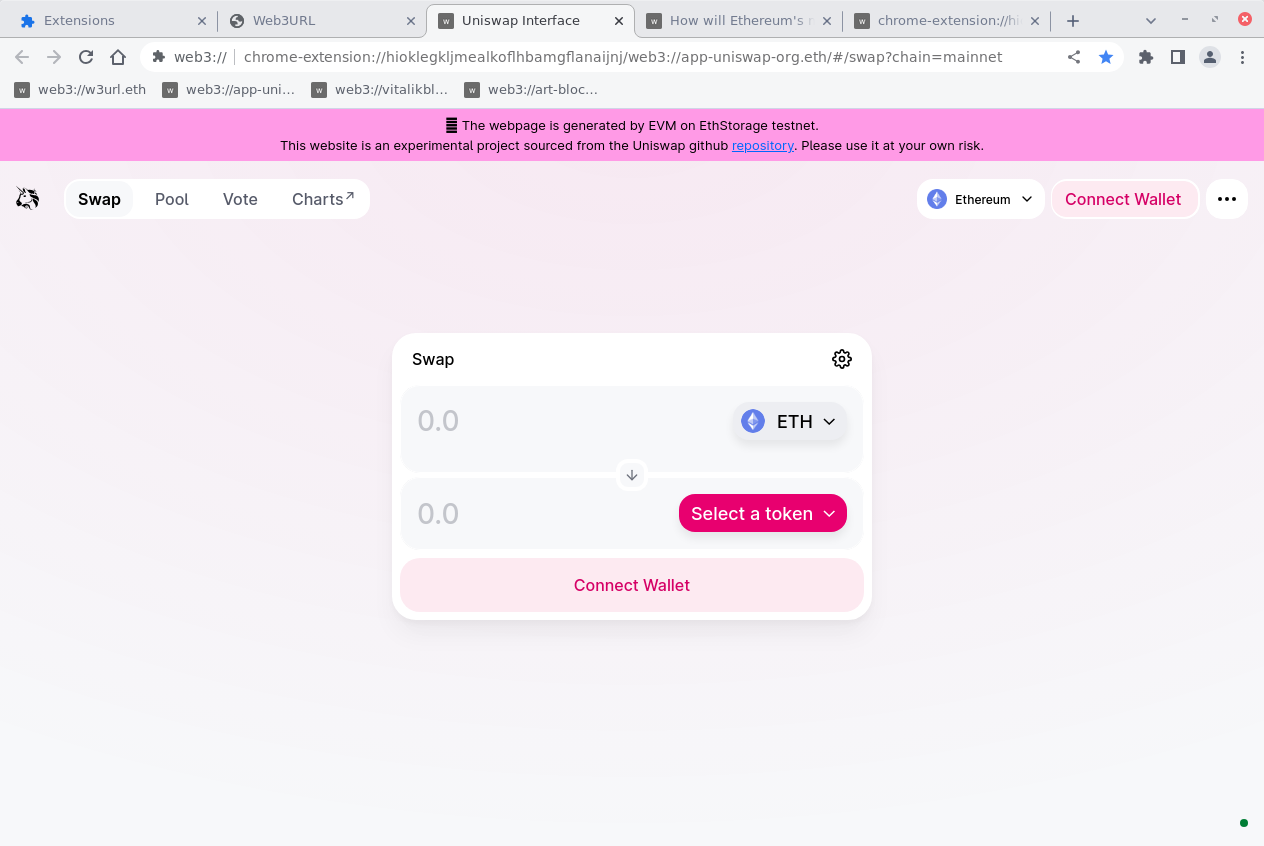 Extensions
Web3URL
Uniswap Interface
How will Ethereum's
chrome-extension://hi
web3://
chrome-extension://hioklegkljmealkoflhbamgflanaijnj/web3://app-uniswap-org.eth/#/swap?chain=mainnet
w web3://w3url.eth
w web3://app-uni...
w web3://vitalikbl...
w web3://art-bloc...
The webpage is generated by EVM on EthStorage testnet.
This website is an experimental project sourced from the Uniswap github repository. Please use it at your own risk.
Swap
Pool
Vote
Charts↗
Ethereum
Connect Wallet
Swap
0.0
ETH
0.0
Select a token
Connect Wallet